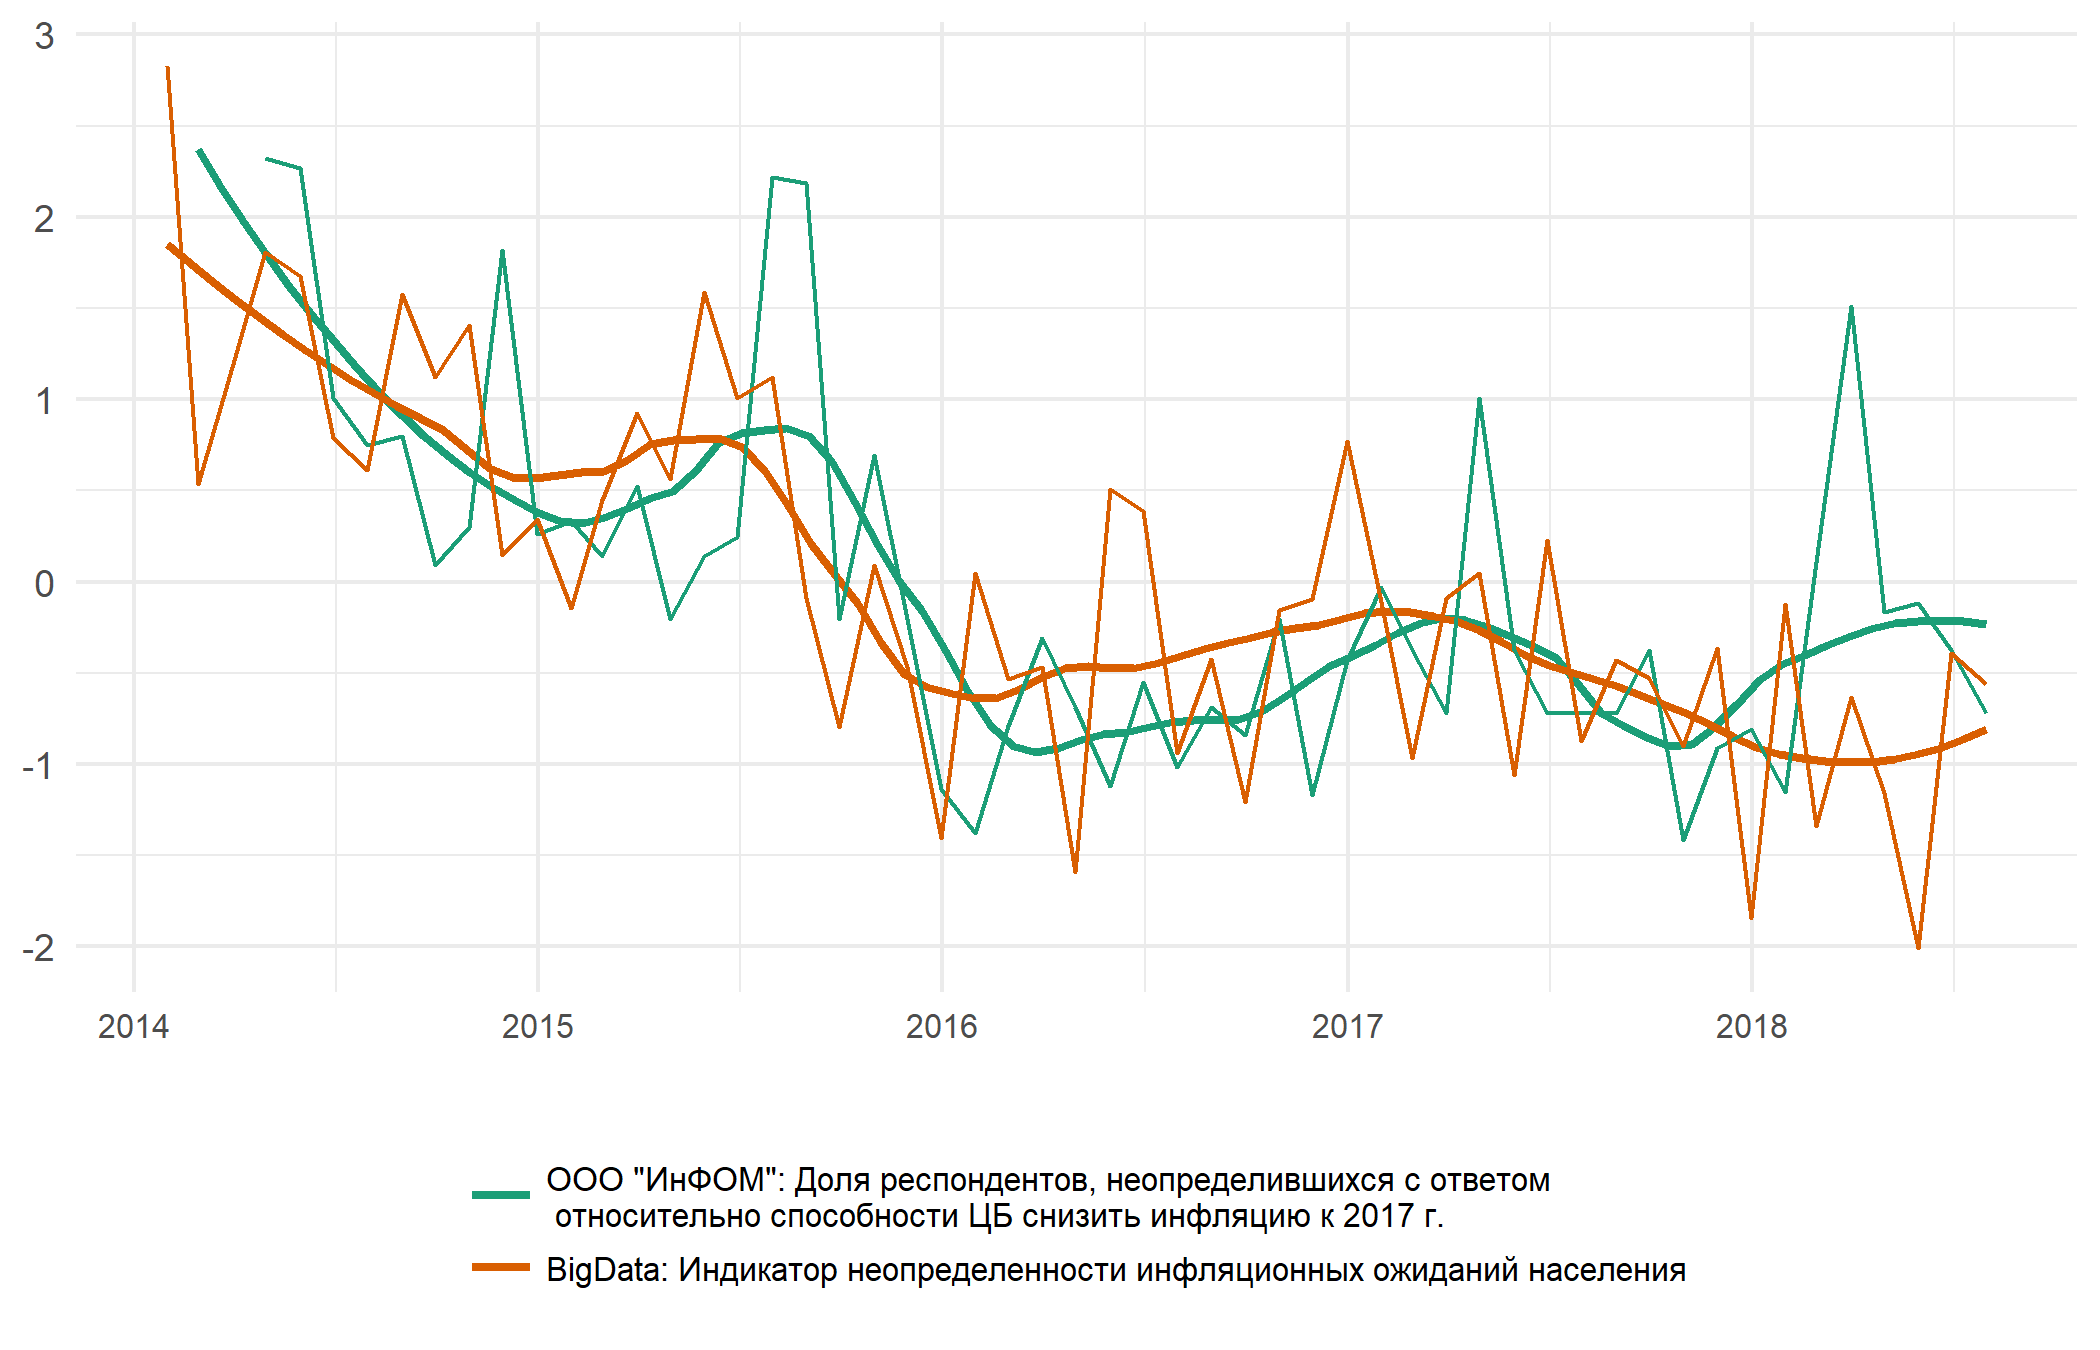 3
2
1
0
-1
-2
2014 2015 2016 2017 2018
ООО "ИнФОМ": Доля респондентов, неопределившихся с ответом
относительно способности ЦБ снизить инфляцию к 2017 г.
BigData: Индикатор неопределенности инфляционных ожиданий населения